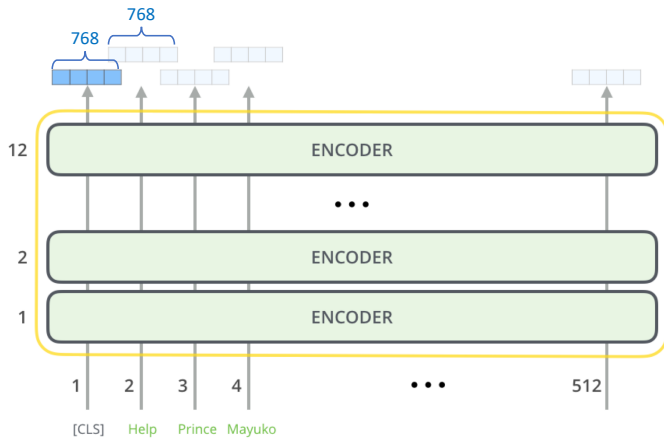 768
768
12 ENCODER
• • •
2 ENCODER
1 ENCODER
1 2 3 4 • • • 512
[CLS] Help Prince Mayuko